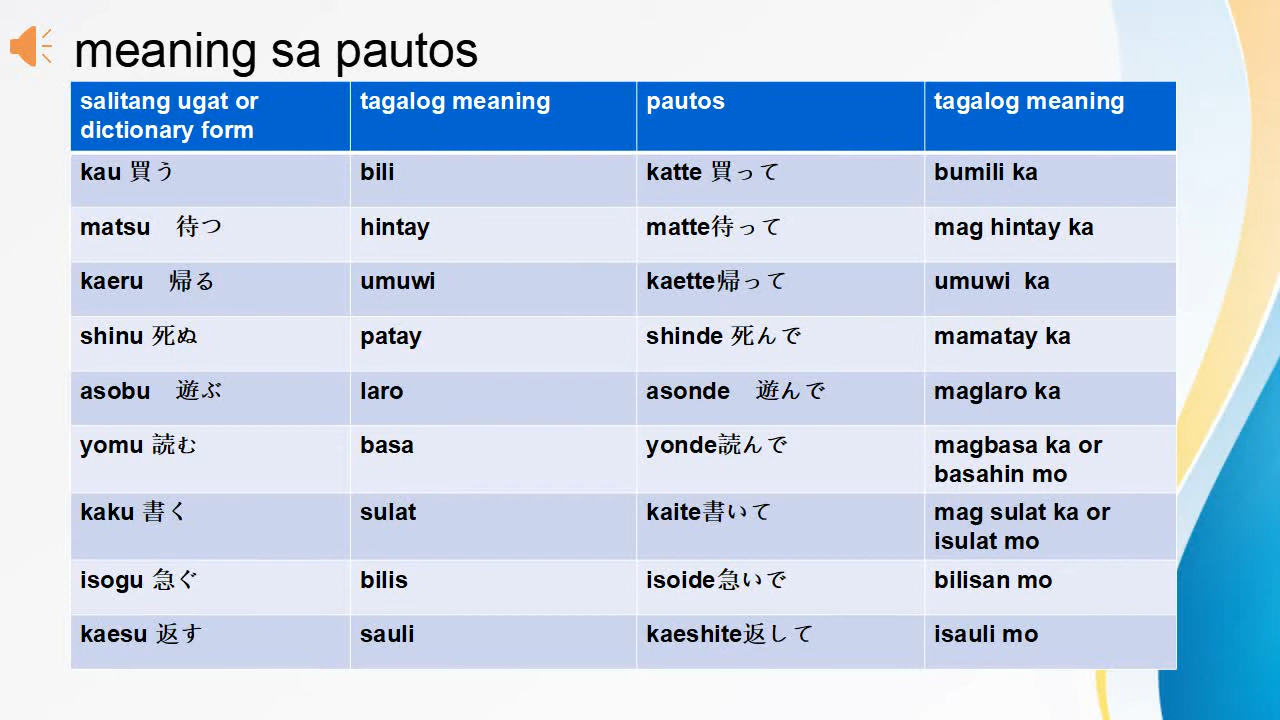 meaning sa pautos
salitang ugat or dictionary form tagalog meaning pautos tagalog meaning
kau 買う bili katte 買って bumili ka
matsu　待つ hintay matte待って mag hintay ka
kaeru　帰る umuwi kaette帰って umuwi  ka
shinu 死ぬ patay shinde 死んで mamatay ka
asobu　遊ぶ laro asonde　遊んで maglaro ka
yomu 読む basa yonde読んで magbasa ka or basahin mo
kaku 書く sulat kaite書いて mag sulat ka or isulat mo
isogu 急ぐ bilis isoide急いで bilisan mo
kaesu 返す sauli kaeshite返して isauli mo